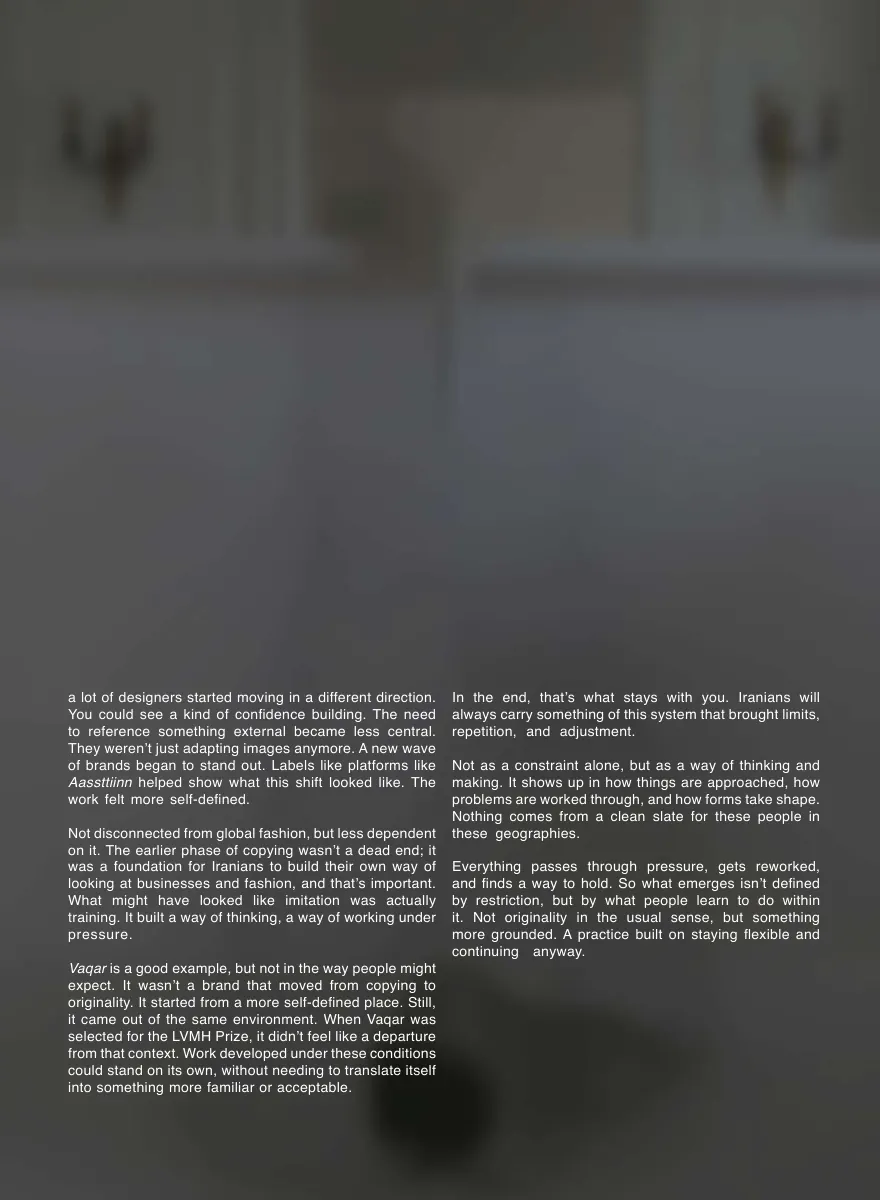 a lot of designers started moving in a different direction.
You could see a kind of confidence building. The need
to reference something external became less central.
They weren't just adapting images anymore. A new wave
of brands began to stand out. Labels like platforms like
Aassttiinn helped show what this shift looked like. The
work felt more self-defined.

Not disconnected from global fashion, but less dependent
on it. The earlier phase of copying wasn't a dead end; it
was a foundation for Iranians to build their own way of
looking at businesses and fashion, and that's important.
What might have looked like imitation was actually
training. It built a way of thinking, a way of working under
pressure.

Vaqar is a good example, but not in the way people might
expect. It wasn't a brand that moved from copying to
originality. It started from a more self-defined place. Still,
it came out of the same environment. When Vaqar was
selected for the LVMH Prize, it didn't feel like a departure
from that context. Work developed under these conditions
could stand on its own, without needing to translate itself
into something more familiar or acceptable.

In the end, that's what stays with you. Iranians will
always carry something of this system that brought limits,
repetition, and adjustment.

Not as a constraint alone, but as a way of thinking and
making. It shows up in how things are approached, how
problems are worked through, and how forms take shape.
Nothing comes from a clean slate for these people in
these geographies.

Everything passes through pressure, gets reworked,
and finds a way to hold. So what emerges isn't defined
by restriction, but by what people learn to do within
it. Not originality in the usual sense, but something
more grounded. A practice built on staying flexible and
continuing anyway.